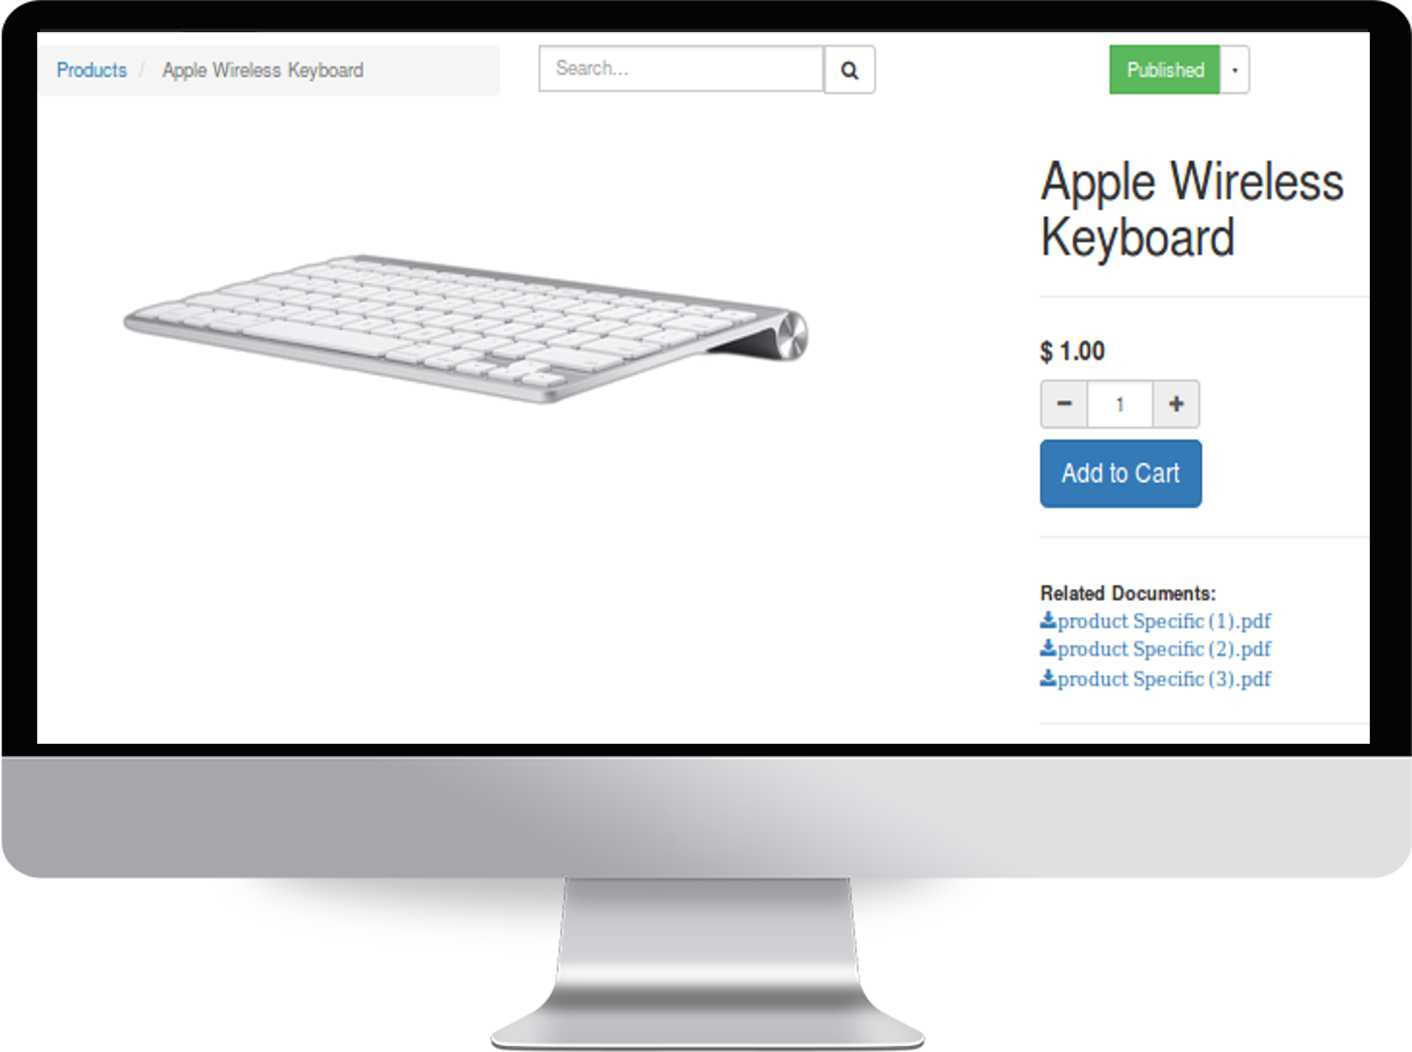 Products / Apple Wireless Keyboard
Search...
Published
Apple Wireless
Keyboard
$ 1.00
1
Add to Cart
Related Documents:
product Specific (1).pdf
product Specific (2).pdf
product Specific (3).pdf